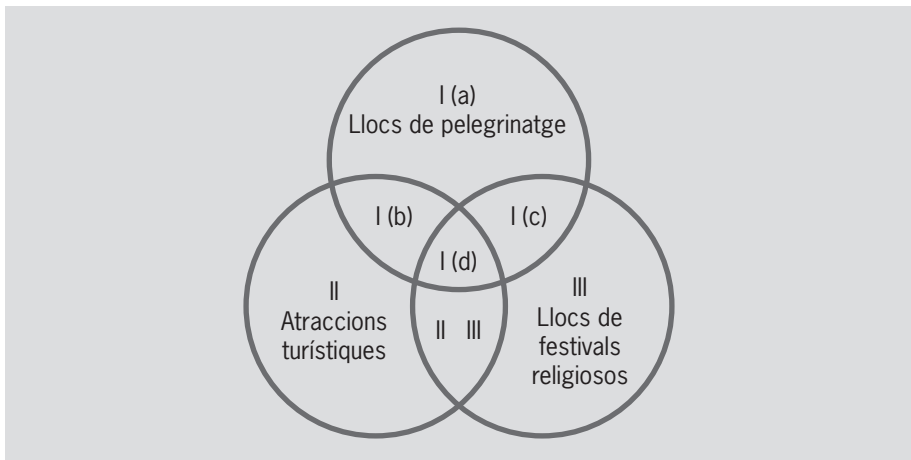 I (a)
Llocs de pelegrinatge
I (b)
I (c)
I (d)
II
Atraccions
turístiques
II III
III
Llocs de
festivals
religiosos